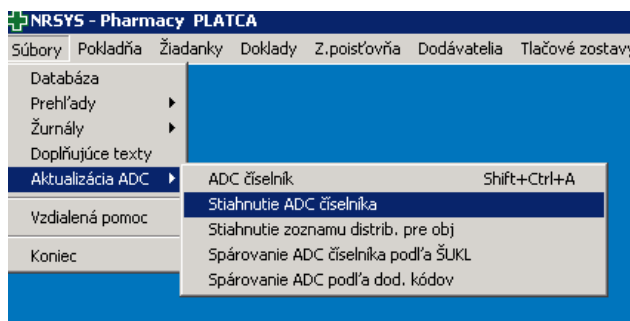 NRSYS - Pharmacy PLATCA
Súbory Pokladňa Žiadanky Doklady Z.poisťovňa Dodávatelia Tlačové zostavy
Databáza
Prehľady
Žurnály
Doplňujúce texty
Aktualizácia ADC
Vzdialená pomoc
Koniec
ADC číselník Shift+Ctrl+A
Stiahnutie ADC číselníka
Stiahnutie zoznamu distrib. pre obj
Spárovanie ADC číselníka podľa ŠUKL
Spárovanie ADC podľa dod. kódov